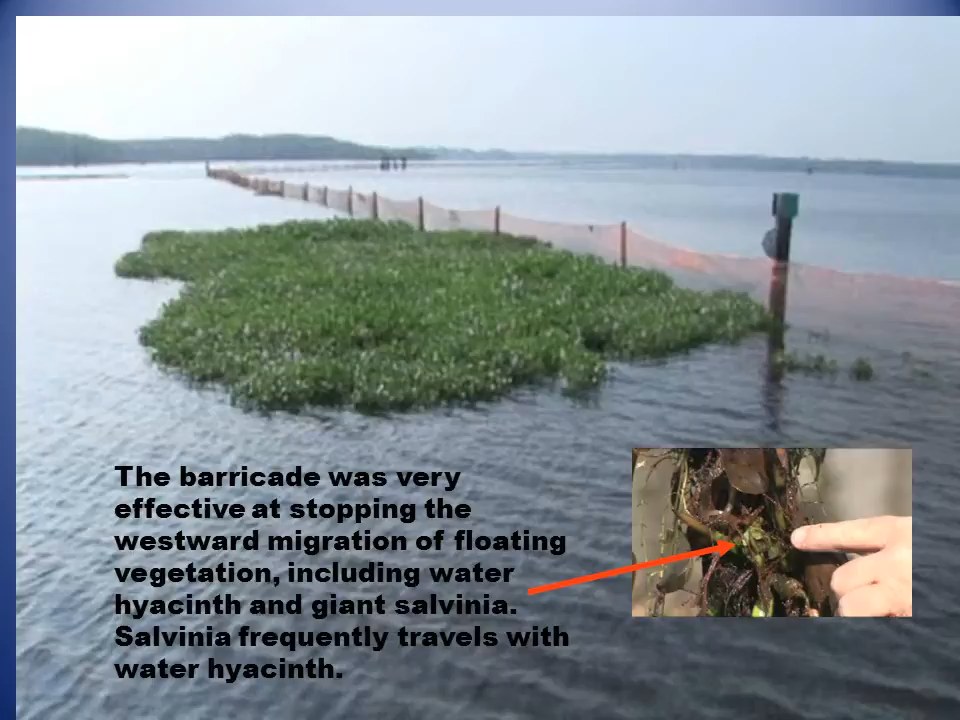 The barricade was very
effective at stopping the
westward migration of floating
vegetation, including water
hyacinth and giant salvinia.
Salvinia frequently travels with
water hyacinth.